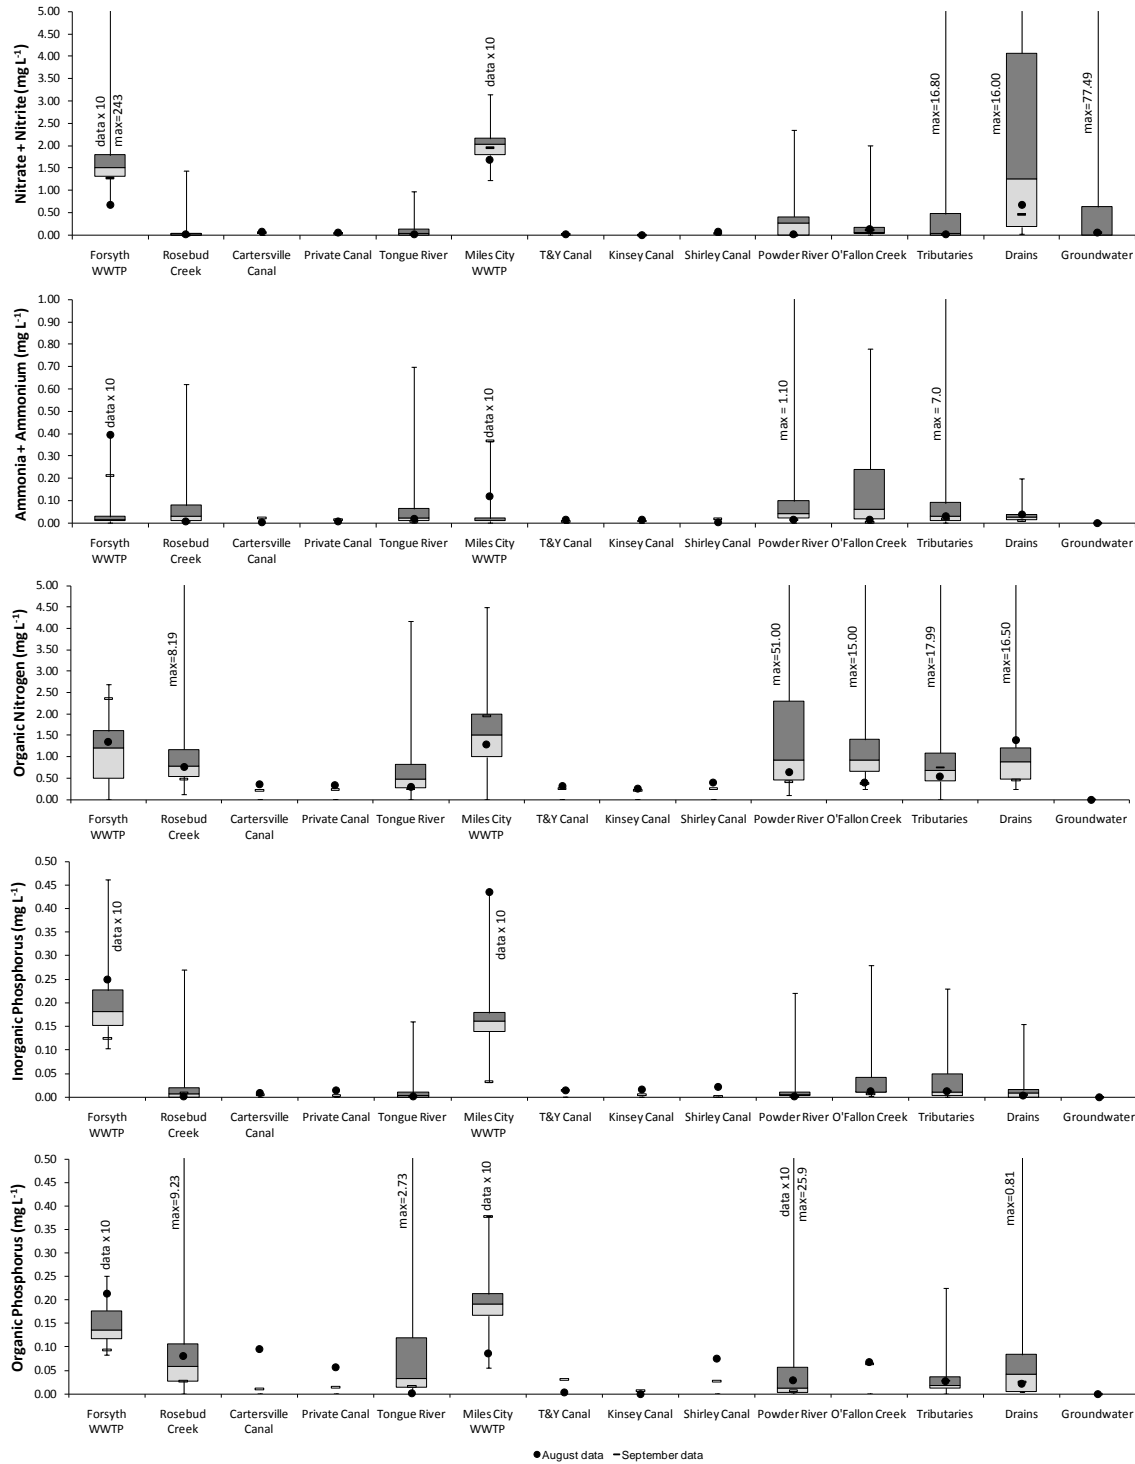 Nitrate + Nitrite (mg L-1)
5.00
4.50
4.00
3.50
3.00
2.50
2.00
1.50
1.00
0.50
0.00
data x 10
max=243
data x 10
max=16.80
max=16.00
max=77.49
Forsyth WWTP
Rosebud Creek
Cartersville Canal
Private Canal
Tongue River
Miles City WWTP
T&Y Canal
Kinsey Canal
Shirley Canal
Powder River
O'Fallon Creek
Tributaries
Drains
Groundwater
Ammonia + Ammonium (mg L-1)
1.00
0.90
0.80
0.70
0.60
0.50
0.40
0.30
0.20
0.10
0.00
data x 10
data x 10
max = 1.10
max = 7.0
Forsyth WWTP
Rosebud Creek
Cartersville Canal
Private Canal
Tongue River
Miles City WWTP
T&Y Canal
Kinsey Canal
Shirley Canal
Powder River
O'Fallon Creek
Tributaries
Drains
Groundwater
Organic Nitrogen (mg L-1)
5.00
4.50
4.00
3.50
3.00
2.50
2.00
1.50
1.00
0.50
0.00
max=8.19
max=51.00
max=15.00
max=17.99
max=16.50
Forsyth WWTP
Rosebud Creek
Cartersville Canal
Private Canal
Tongue River
Miles City WWTP
T&Y Canal
Kinsey Canal
Shirley Canal
Powder River
O'Fallon Creek
Tributaries
Drains
Groundwater
Inorganic Phosphorus (mg L-1)
0.50
0.45
0.40
0.35
0.30
0.25
0.20
0.15
0.10
0.05
0.00
data x 10
data x 10
Forsyth WWTP
Rosebud Creek
Cartersville Canal
Private Canal
Tongue River
Miles City WWTP
T&Y Canal
Kinsey Canal
Shirley Canal
Powder River
O'Fallon Creek
Tributaries
Drains
Groundwater
Organic Phosphorus (mg L-1)
0.50
0.45
0.40
0.35
0.30
0.25
0.20
0.15
0.10
0.05
0.00
data x 10
max=9.23
max=2.73
data x 10
data x 10
max=25.9
max=0.81
Forsyth WWTP
Rosebud Creek
Cartersville Canal
Private Canal
Tongue River
Miles City WWTP
T&Y Canal
Kinsey Canal
Shirley Canal
Powder River
O'Fallon Creek
Tributaries
Drains
Groundwater
August data
September data